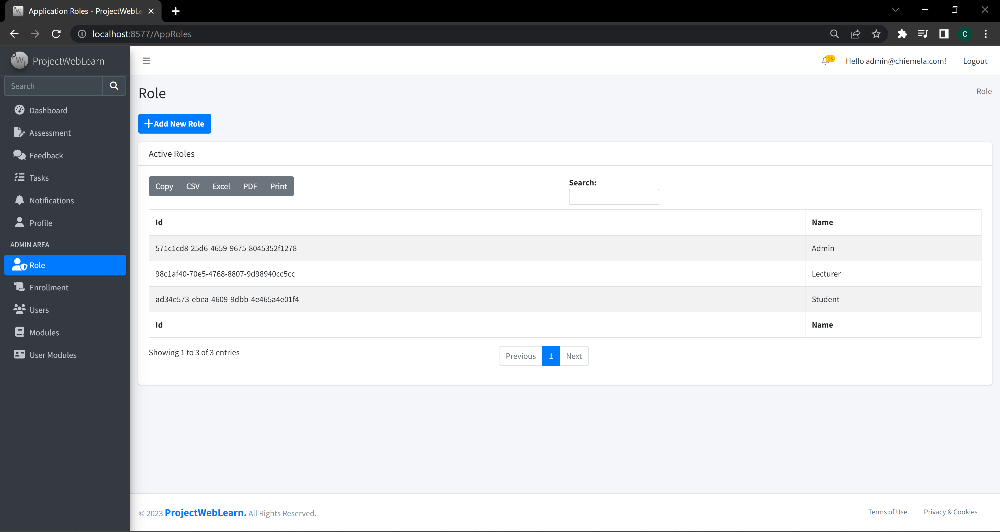 Application Roles - ProjectWebLe
localhost:8577/AppRoles
C
PWL ProjectWebLearn
15
Hello admin@chiemela.com!
Logout
Search
Role
Role
Dashboard
Assessment
Feedback
Tasks
Notifications
Profile
ADMIN AREA
Role
Enrollment
Users
Modules
User Modules
Add New Role
Active Roles
Copy CSV Excel PDF Print
Search:
Id Name
571c1cd8-25d6-4659-9675-8045352f1278 Admin
98c1af40-70e5-4768-8807-9d98940cc5cc Lecturer
ad34e573-ebea-4609-9dbb-4e465a4e01f4 Student
Id Name
Showing 1 to 3 of 3 entries
Previous 1 Next
© 2023 ProjectWebLearn. All Rights Reserved.
Terms of Use Privacy & Cookies